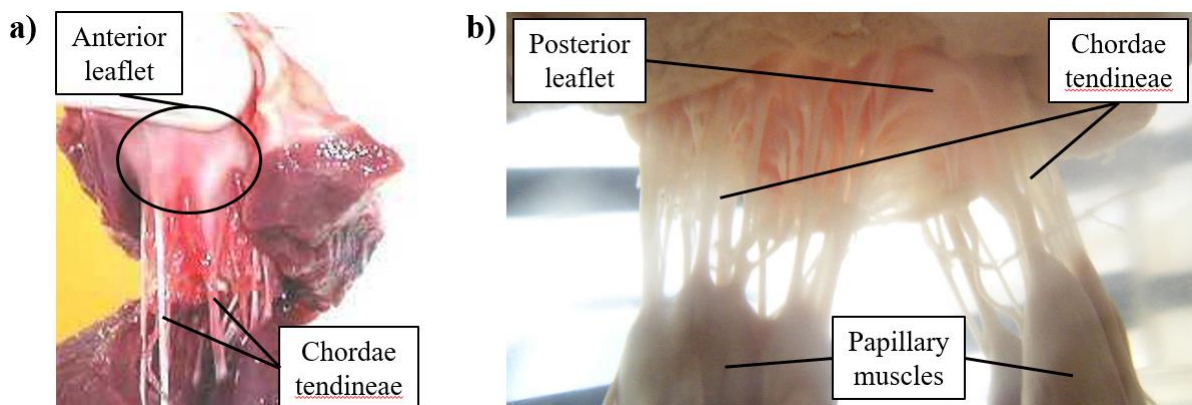 a)
Anterior
leaflet
Chordae
tendineae
b)
Posterior
leaflet
Chordae
tendineae
Papillary
muscles